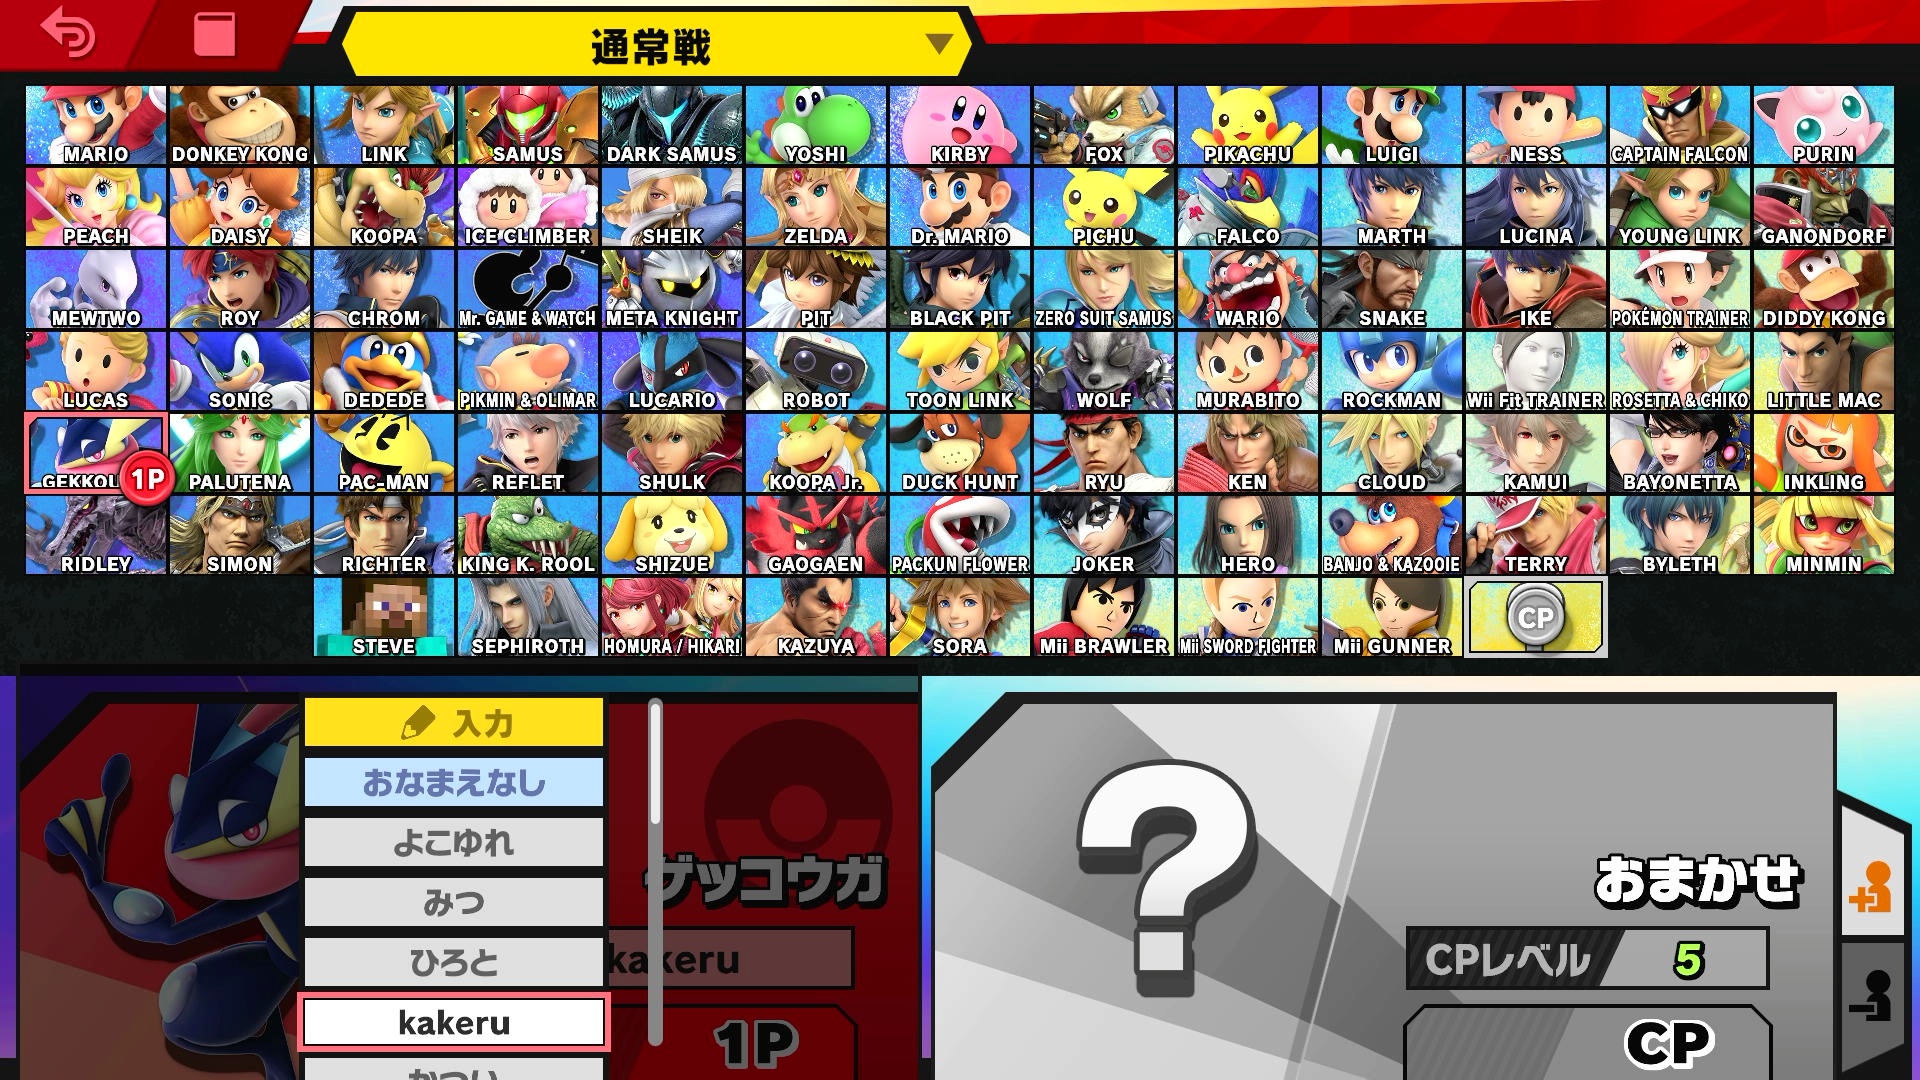 通常戦
MARIO
DONKEY KONG
LINK
SAMUS
DARK SAMUS
YOSHI
KIRBY
FOX
PIKACHU
LUIGI
NESS
CAPTAIN FALCON
PURIN
PEACH
DAISY
KOOPA
ICE CLIMBER
SHEIK
ZELDA
Dr. MARIO
PICHU
FALCO
MARTH
LUCINA
YOUNG LINK
GANONDORF
MEWTWO
ROY
CHROM
Mr. GAME & WATCH
META KNIGHT
PIT
BLACK PIT
ZERO SUIT SAMUS
WARIO
SNAKE
IKE
POKÉMON TRAINER
DIDDY KONG
LUCAS
SONIC
DEDEDE
PIKMIN & OLIMAR
LUCARIO
ROBOT
TOON LINK
WOLF
MURABITO
ROCKMAN
Wii Fit TRAINER
ROSETTA & CHIKO
LITTLE MAC
GEKKOU
1P
PALUTENA
PAC-MAN
REFLET
SHULK
KOOPA Jr.
DUCK HUNT
RYU
KEN
CLOUD
KAMUI
BAYONETTA
INKLING
RIDLEY
SIMON
RICHTER
KING K. ROOL
SHIZUE
GAOGAEN
PACKUN FLOWER
JOKER
HERO
BANJO & KAZOOIE
TERRY
BYLETH
MINMIN
STEVE
SEPHIROTH
HOMURA / HIKARI
KAZUYA
SORA
Mii BRAWLER
Mii SWORD FIGHTER
Mii GUNNER
CP
入力
おなまえなし
よこゆれ
みつ
ひろと
kakeru
ゲッコウガ
kakeru
1P
おまかせ
CPレベル 5
CP